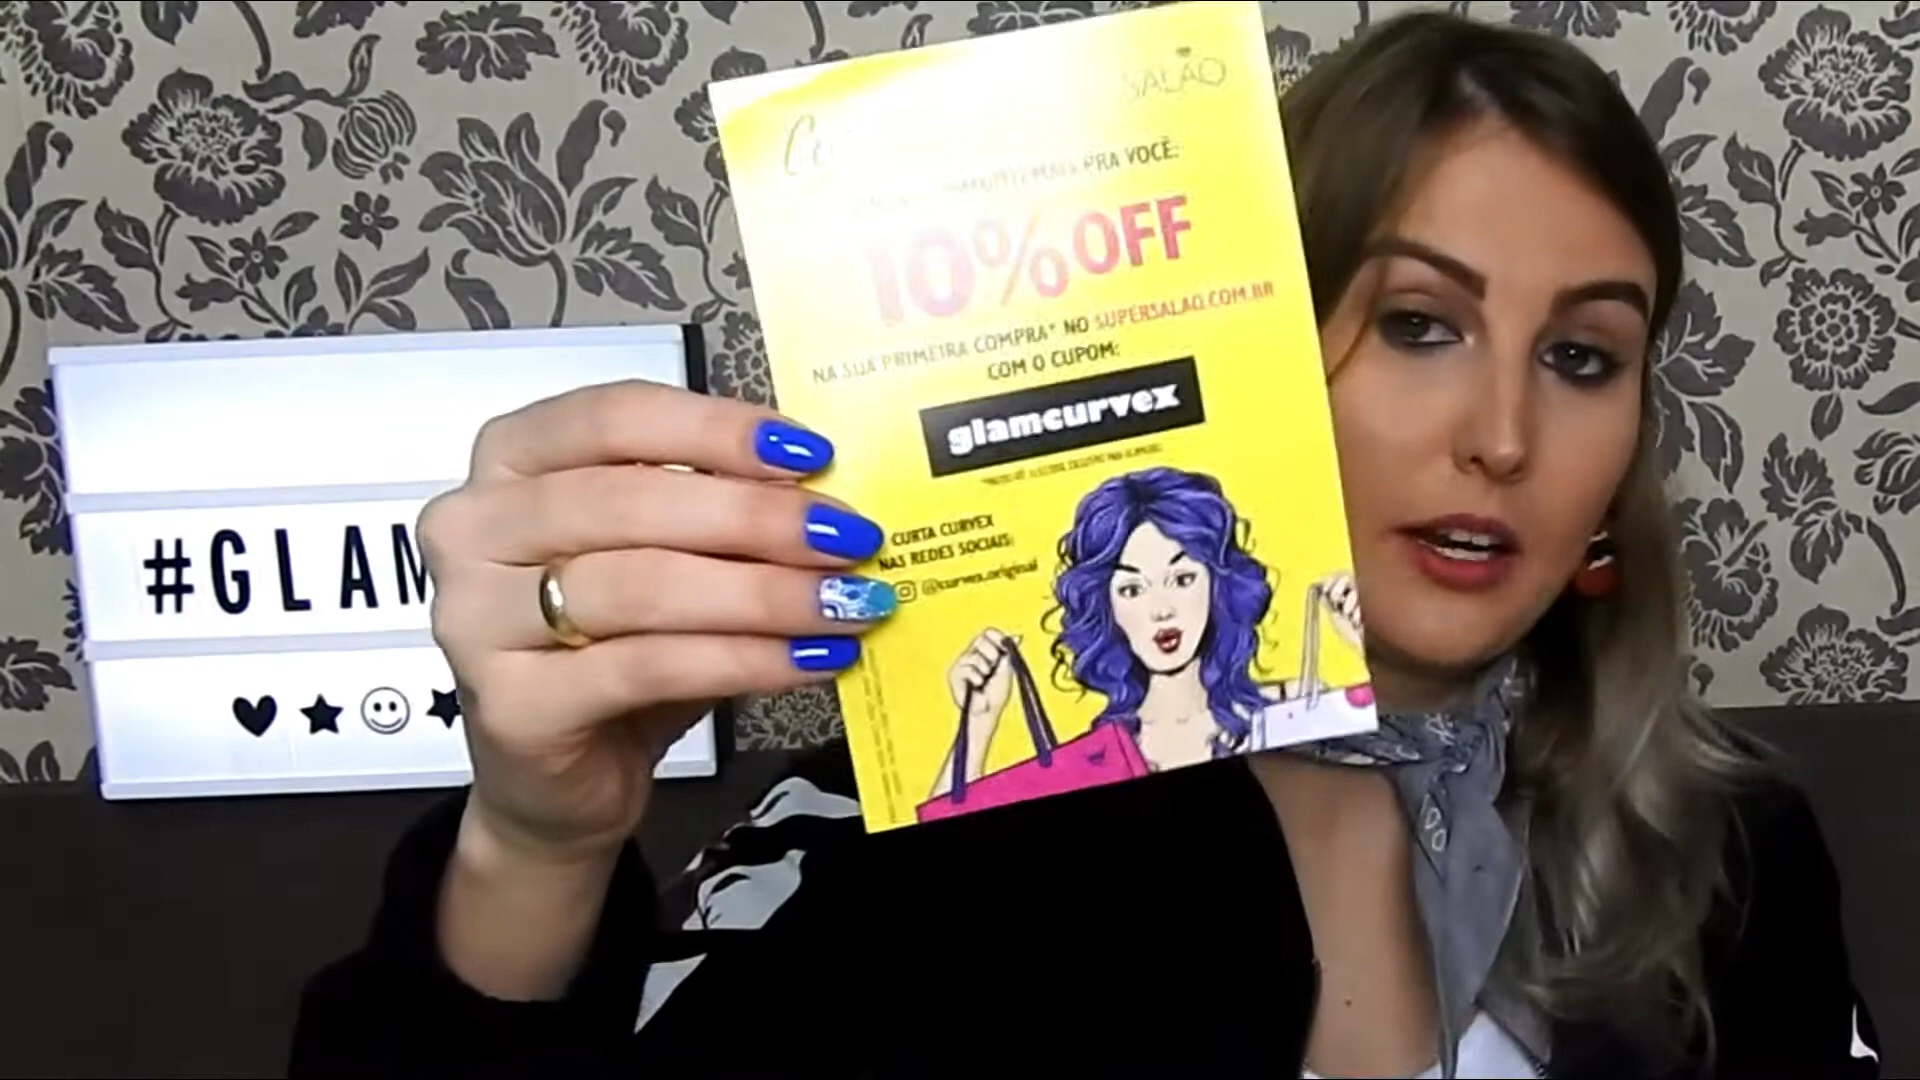 SALÃO
MAIS PRA VOCÊ:
10% OFF
NA SUA PRIMEIRA COMPRA* NO SUPERSALAO.COM.BR
COM O CUPOM:
glamcurvex
CURTA CURVEX
NAS REDES SOCIAIS:
@curvex.original
#GLAM